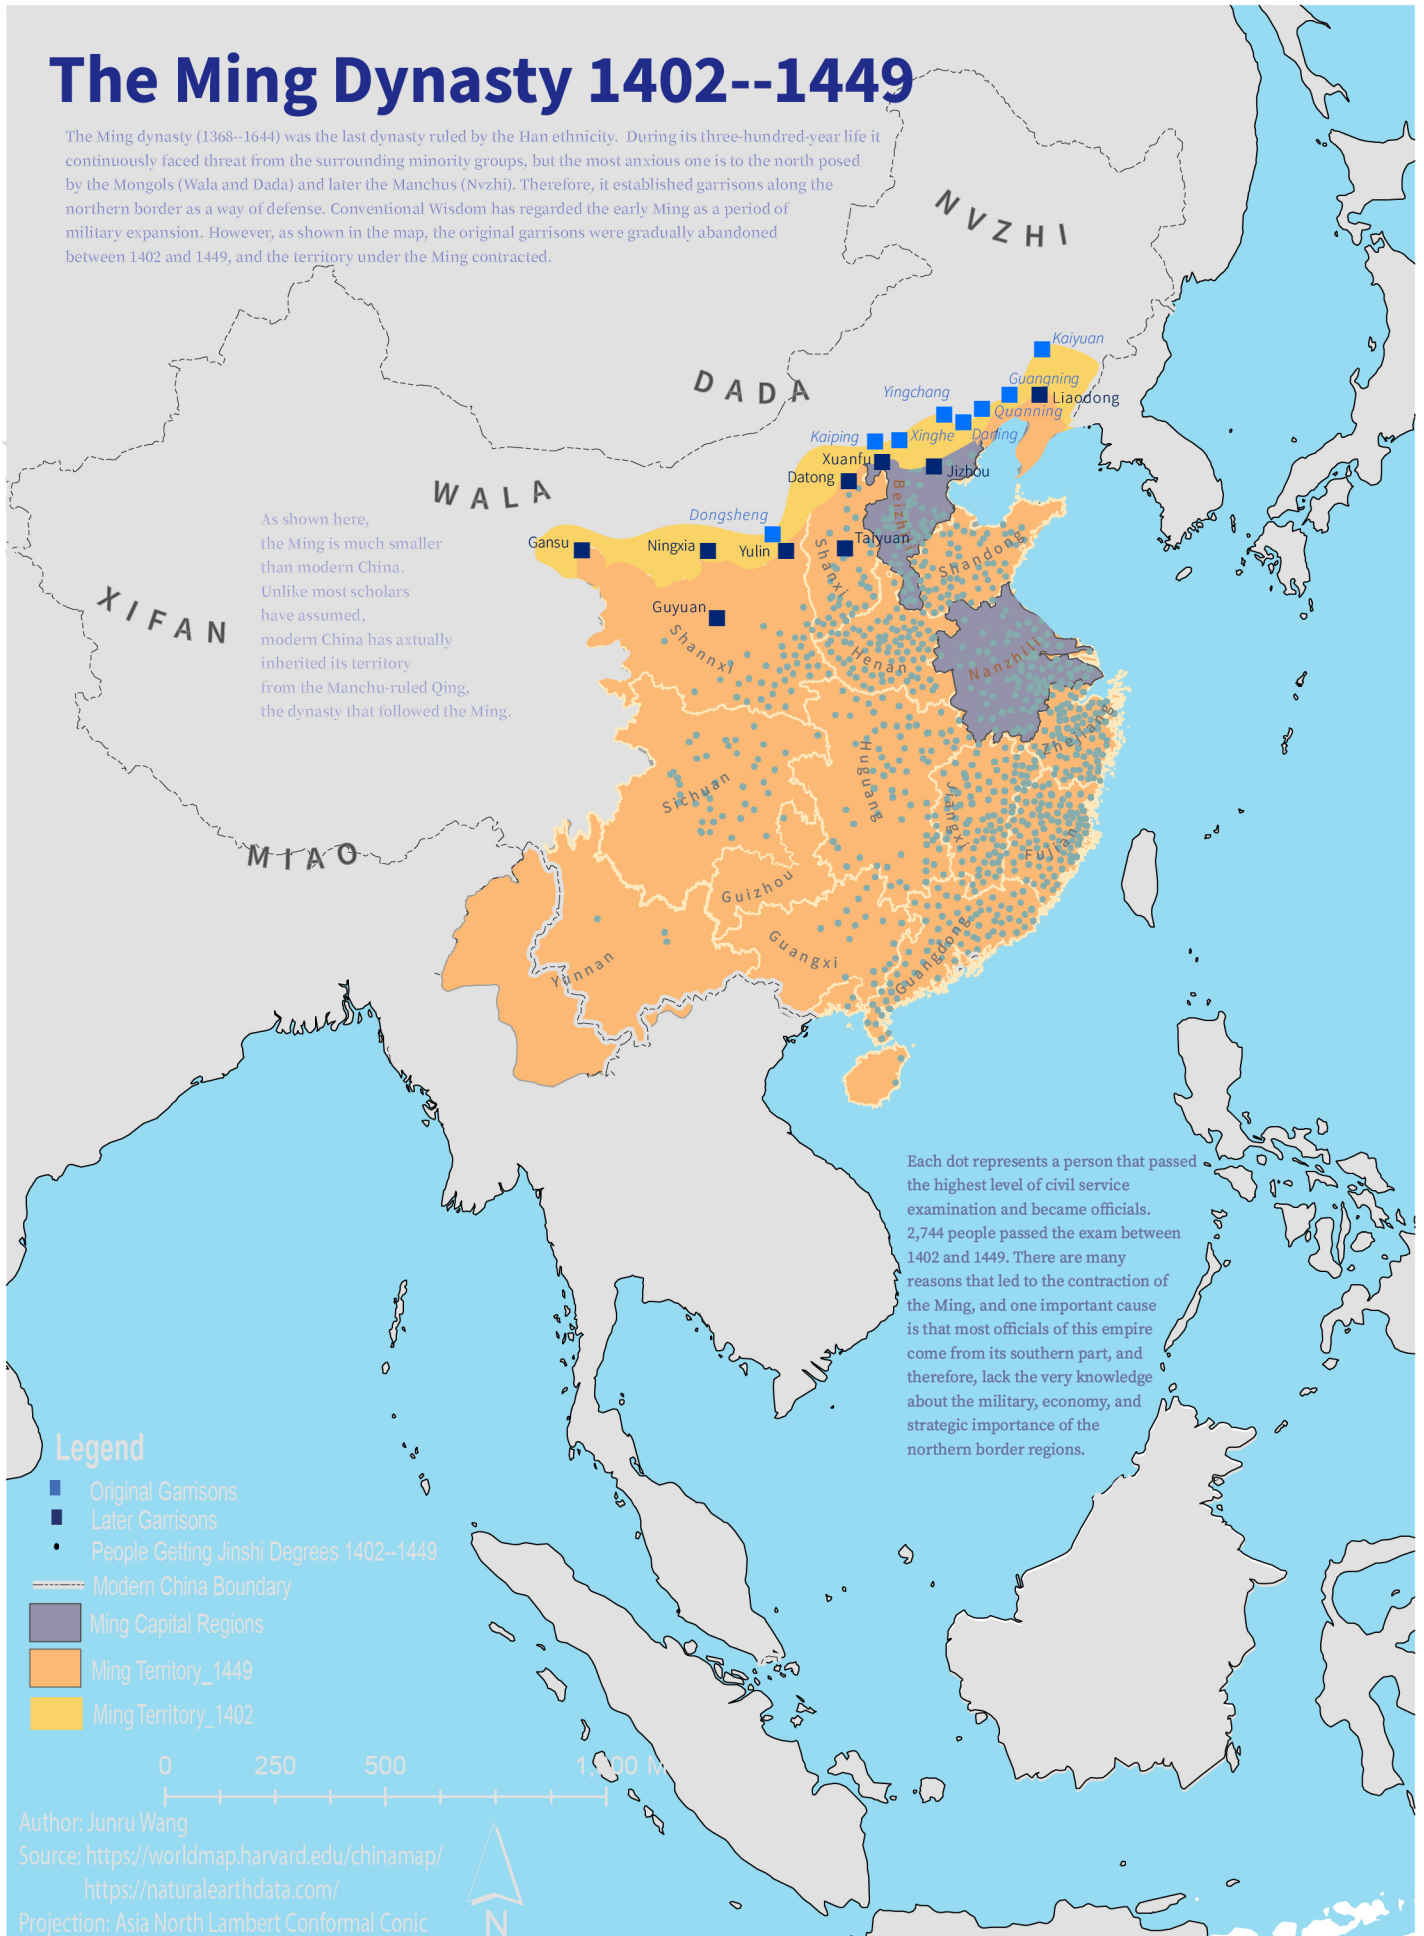 The Ming Dynasty 1402--1449
The Ming dynasty (1368--1644) was the last dynasty ruled by the Han ethnicity. During its three-hundred-year life it
continuously faced threat from the surrounding minority groups, but the most anxious one is to the north posed
by the Mongols (Wala and Dada) and later the Manchus (Nvzhi). Therefore, it established garrisons along the
northern border as a way of defense. Conventional Wisdom has regarded the early Ming as a period of
military expansion. However, as shown in the map, the original garrisons were gradually abandoned
between 1402 and 1449, and the territory under the Ming contracted.
NVZHI
DADA
WALA
XIFAN
MIAO
Kaiyuan
Guangning
Liaodong
Yingchang
Quanning
Kaiping
Xinghe
Daning
Xuanfu
Jizhou
Datong
Dongsheng
Gansu
Ningxia
Yulin
Taiyuan
Guyuan
Beizhili
Shanxi
Shandong
Shannxi
Henan
Nanzhili
Zhejiang
Sichuan
Huguang
Jiangxi
Fujian
Guizhou
Guangxi
Guangdong
Yunnan
As shown here,
the Ming is much smaller
than modern China.
Unlike most scholars
have assumed,
modern China has axtually
inherited its territory
from the Manchu-ruled Qing,
the dynasty that followed the Ming.
Each dot represents a person that passed
the highest level of civil service
examination and became officials.
2,744 people passed the exam between
1402 and 1449. There are many
reasons that led to the contraction of
the Ming, and one important cause
is that most officials of this empire
come from its southern part, and
therefore, lack the very knowledge
about the military, economy, and
strategic importance of the
northern border regions.
Legend
Original Garrisons
Later Garrisons
People Getting Jinshi Degrees 1402--1449
Modern China Boundary
Ming Capital Regions
Ming Territory_1449
Ming Territory_1402
0 250 500 1,000 M
Author: Junru Wang
Source: https://worldmap.harvard.edu/chinamap/
https://naturalearthdata.com/
Projection: Asia North Lambert Conformal Conic
N